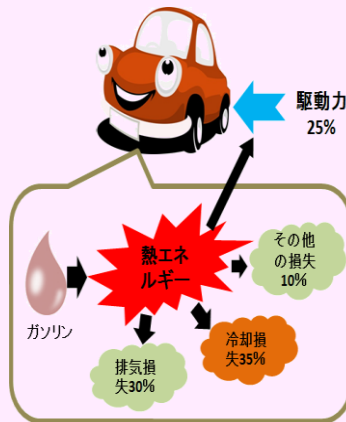 駆動力
25%
熱エネ
ルギー
その他
の損失
10%
ガソリン
冷却損
失35%
排気損
失30%